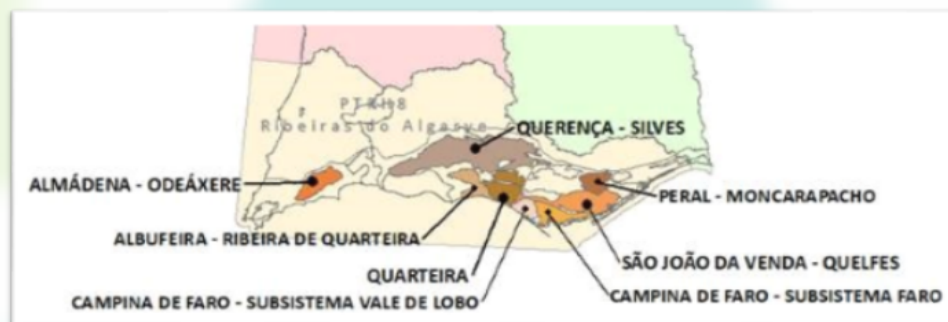 PTRH8
Ribeiras do Algarve
QUERENÇA - SILVES
ALMÁDENA - ODEÁXERE
PERAL - MONCARAPACHO
ALBUFEIRA - RIBEIRA DE QUARTEIRA
SÃO JOÃO DA VENDA - QUELFES
QUARTEIRA
CAMPINA DE FARO - SUBSISTEMA VALE DE LOBO
CAMPINA DE FARO - SUBSISTEMA FARO